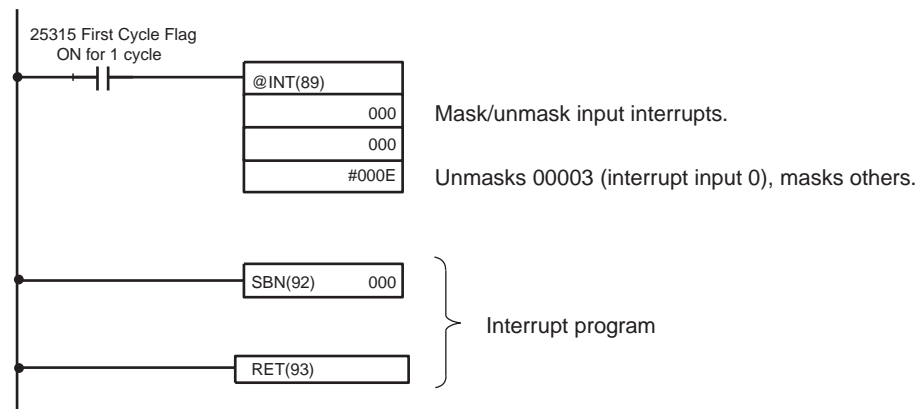 25315 First Cycle Flag
ON for 1 cycle
@INT(89)
000 Mask/unmask input interrupts.
000
#000E Unmasks 00003 (interrupt input 0), masks others.
SBN(92) 000
Interrupt program
RET(93)